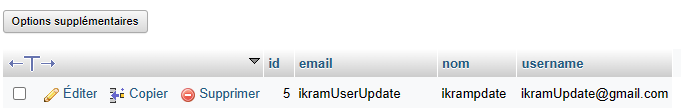 Options supplémentaires
←T→ id email nom username
Éditer Copier Supprimer 5 ikramUserUpdate ikrampdate ikramUpdate@gmail.com